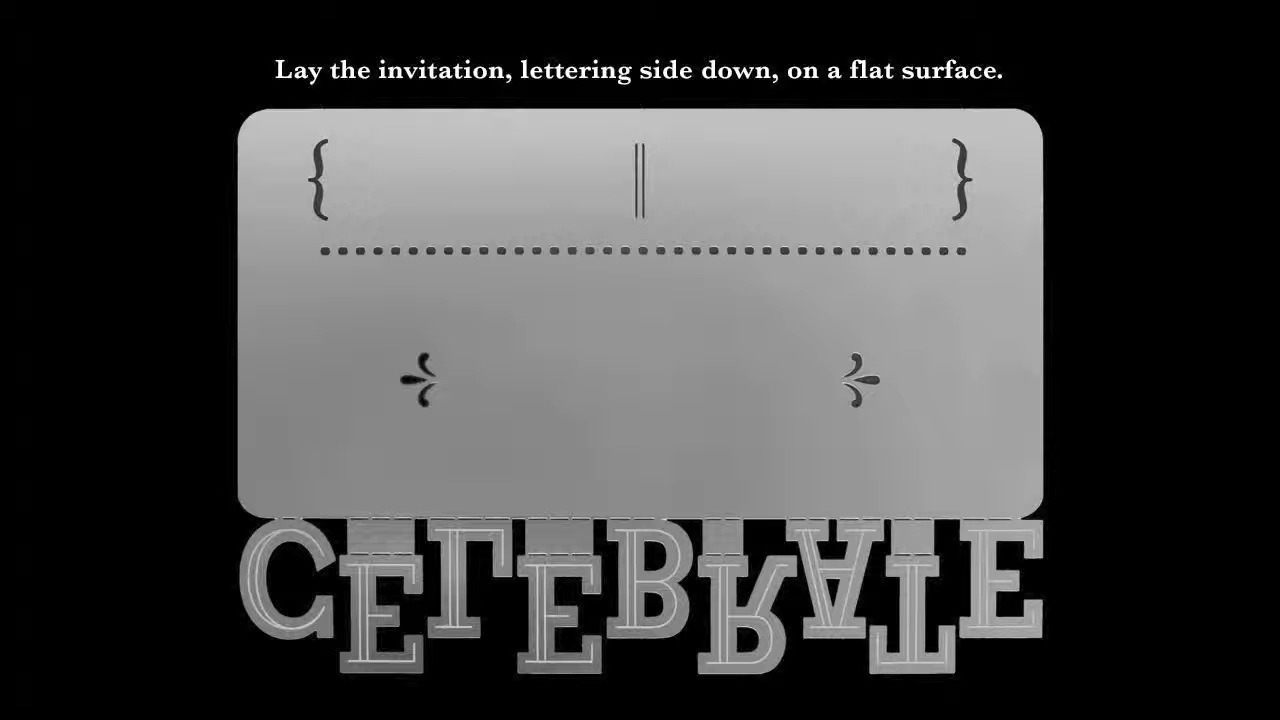 Lay the invitation, lettering side down, on a flat surface.
CELEBRATE